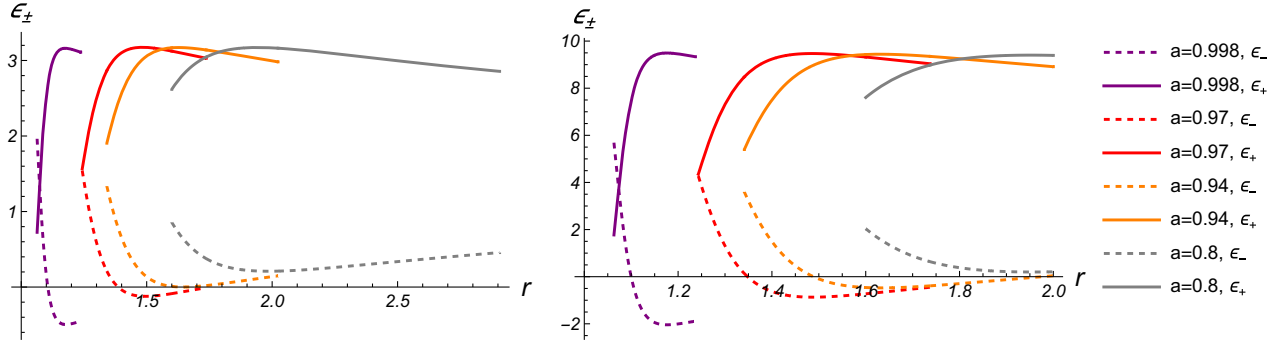 ϵ±
3
2
1
1.5
2.0
2.5
r
ϵ±
10
8
6
4
2
-2
1.2
1.4
1.6
1.8
2.0
r
a=0.998, ϵ−
a=0.998, ϵ+
a=0.97, ϵ−
a=0.97, ϵ+
a=0.94, ϵ−
a=0.94, ϵ+
a=0.8, ϵ−
a=0.8, ϵ+